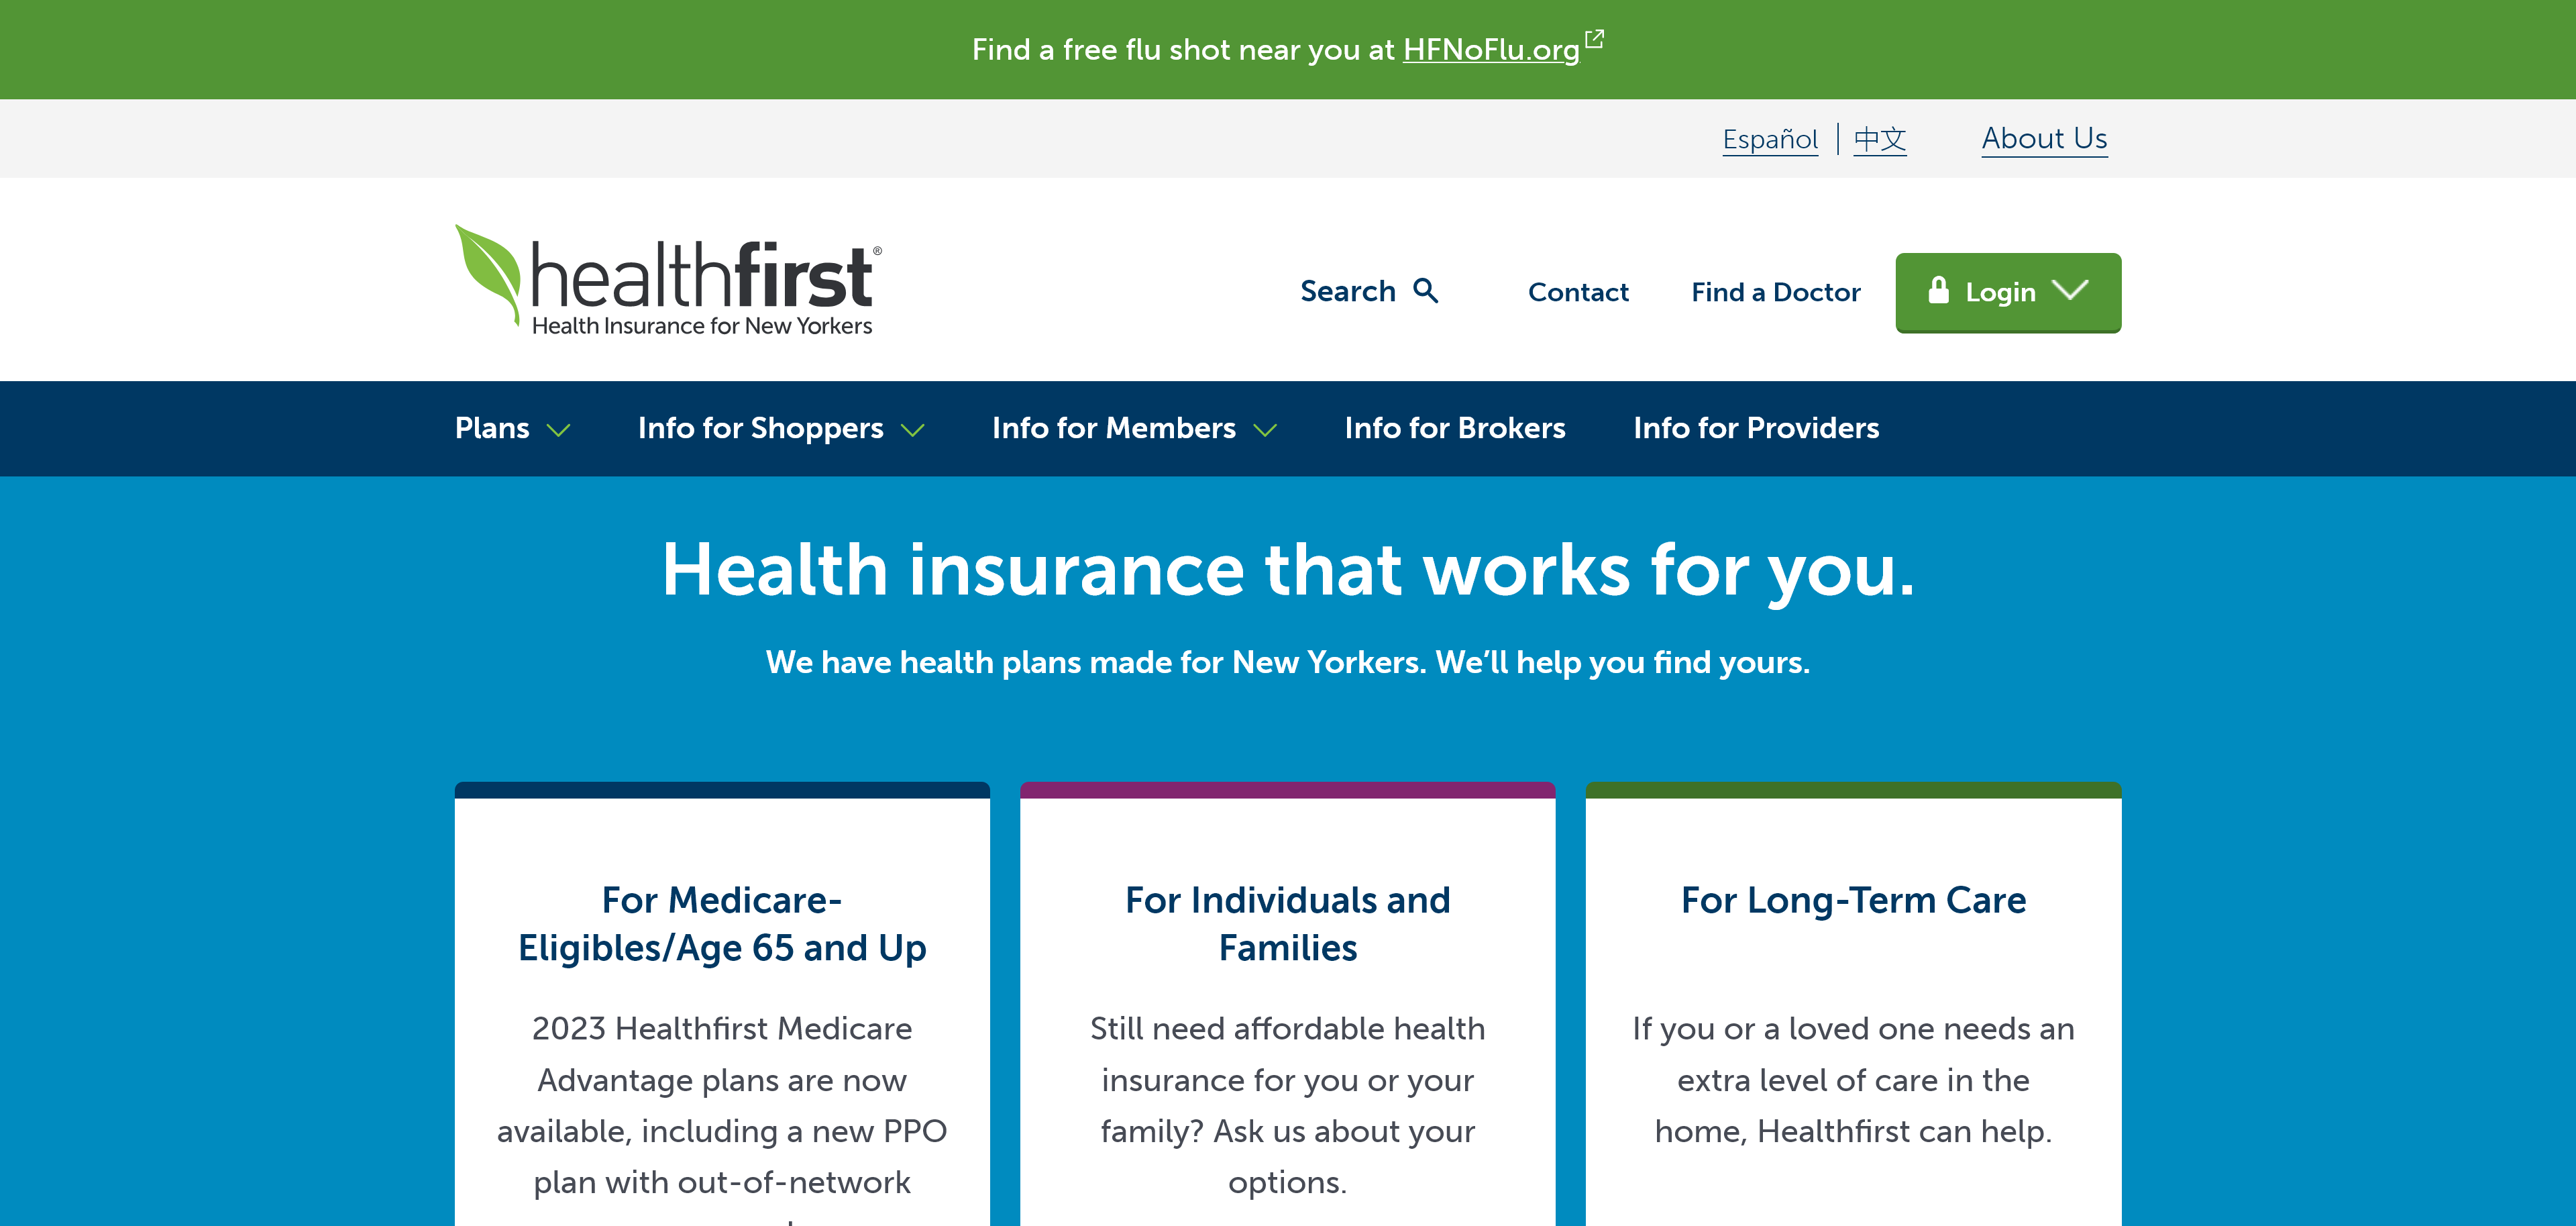 Find a free flu shot near you at HFNoFlu.org
Español | 中文 About Us
healthfirst®
Health Insurance for New Yorkers
Search Contact Find a Doctor Login
Plans Info for Shoppers Info for Members Info for Brokers Info for Providers
Health insurance that works for you.
We have health plans made for New Yorkers. We’ll help you find yours.
For Medicare-
Eligibles/Age 65 and Up
2023 Healthfirst Medicare
Advantage plans are now
available, including a new PPO
plan with out-of-network
For Individuals and
Families
Still need affordable health
insurance for you or your
family? Ask us about your
options.
For Long-Term Care
If you or a loved one needs an
extra level of care in the
home, Healthfirst can help.